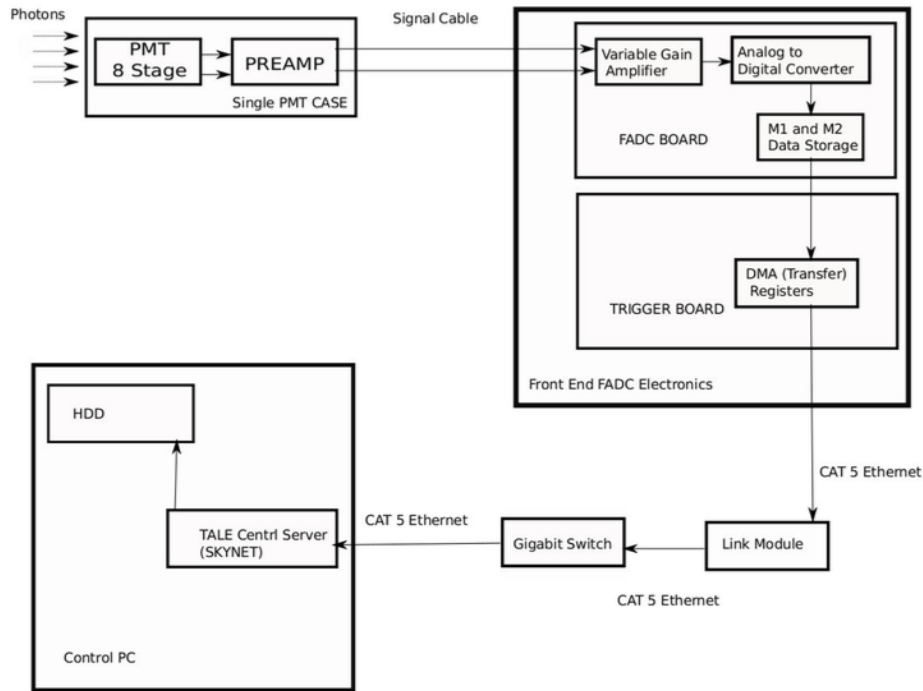 Photons
Signal Cable
PMT
8 Stage
PREAMP
Single PMT CASE
Variable Gain
Amplifier
Analog to
Digital Converter
M1 and M2
Data Storage
FADC BOARD
DMA (Transfer)
Registers
TRIGGER BOARD
Front End FADC Electronics
HDD
CAT 5 Ethernet
TALE Centrl Server
(SKYNET)
CAT 5 Ethernet
Gigabit Switch
Link Module
CAT 5 Ethernet
Control PC